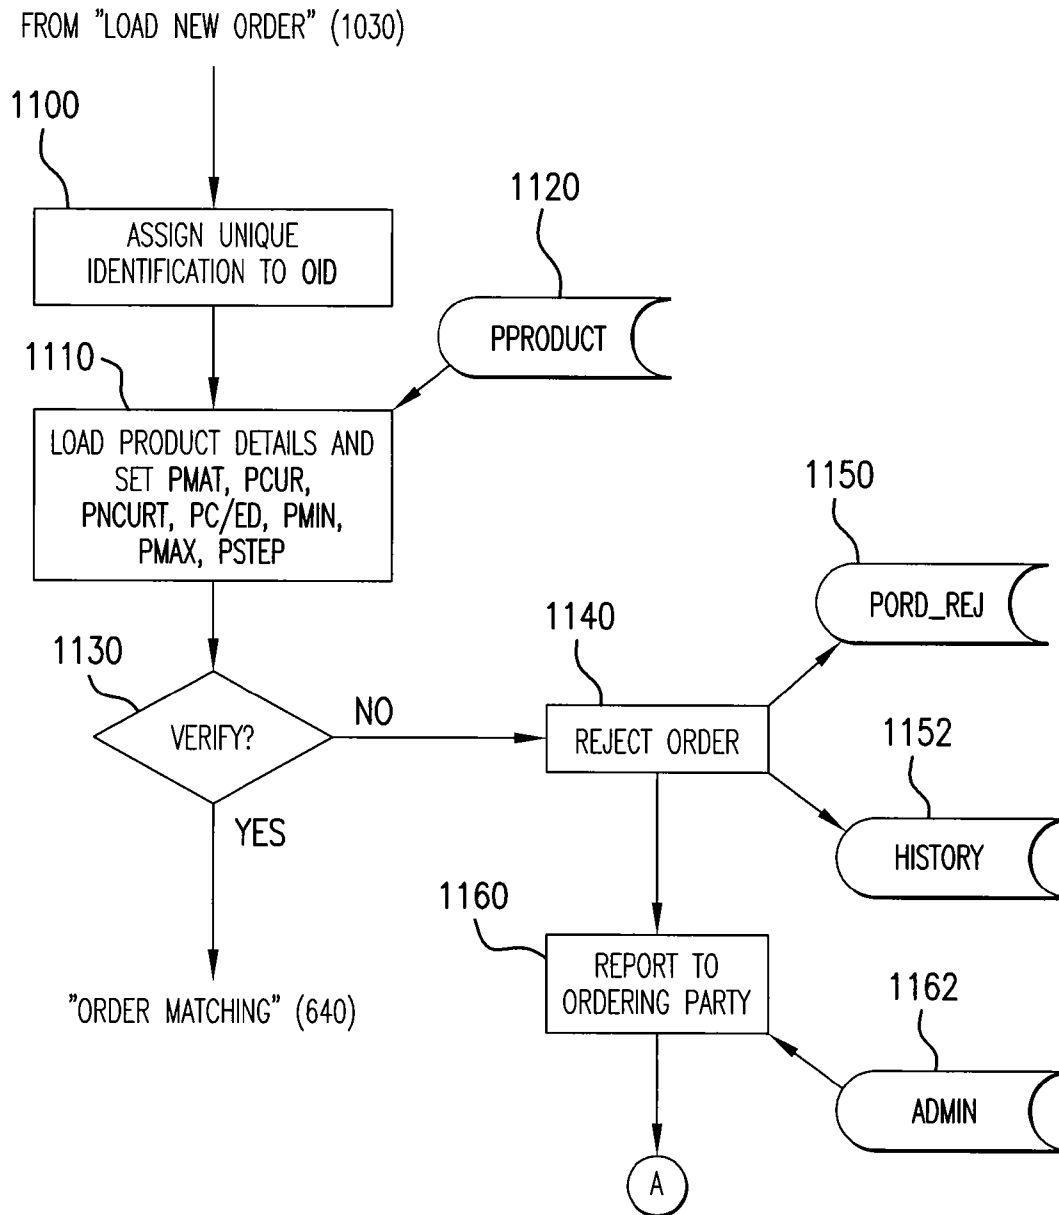 FROM "LOAD NEW ORDER" (1030)
1100
ASSIGN UNIQUE
IDENTIFICATION TO OID
1120
PPRODUCT
1110
LOAD PRODUCT DETAILS AND
SET PMAT, PCUR,
PNCURT, PC/ED, PMIN,
PMAX, PSTEP
1150
PORD_REJ
1130
VERIFY?
NO
1140
REJECT ORDER
1152
HISTORY
YES
1160
REPORT TO
ORDERING PARTY
"ORDER MATCHING" (640)
1162
ADMIN
A